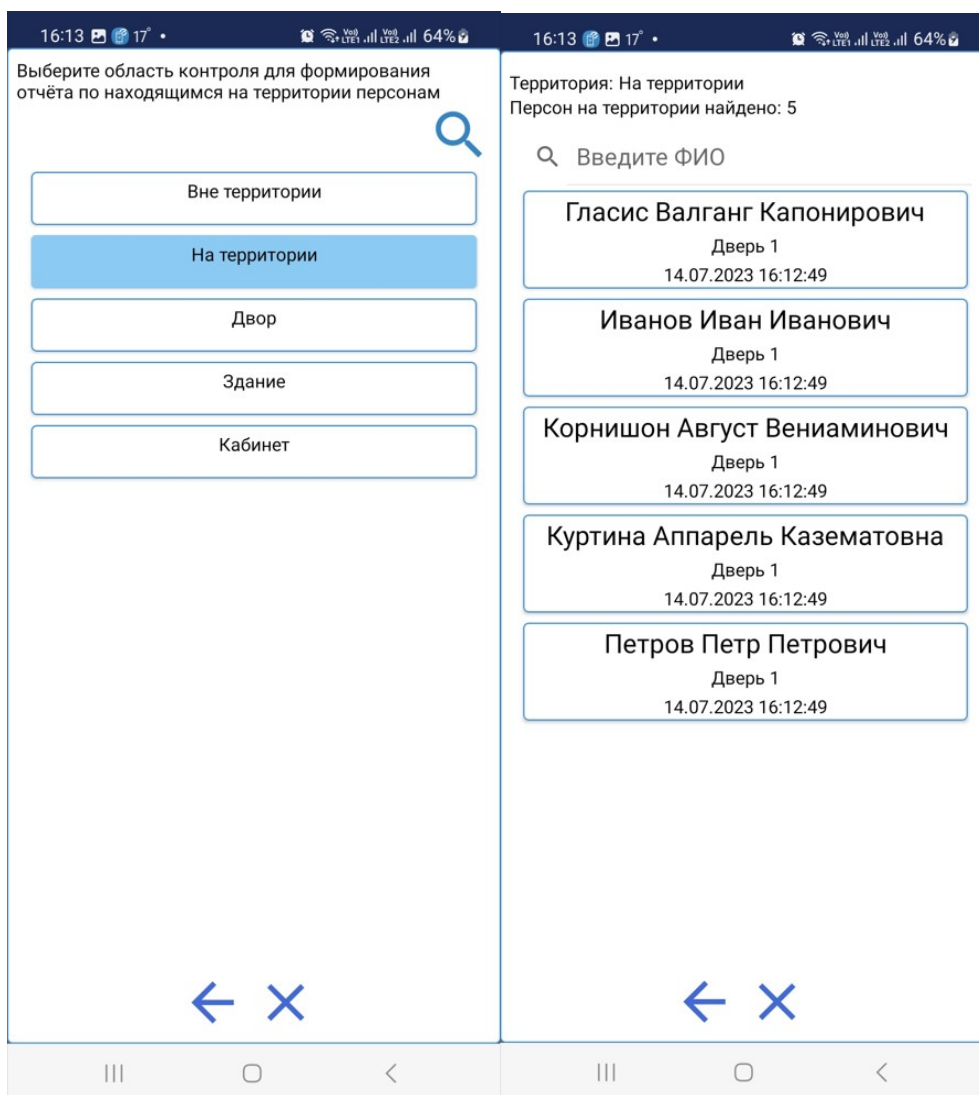 16:13 17° LTE1 LTE2 64%
Выберите область контроля для формирования
отчёта по находящимся на территории персонам
Вне территории
На территории
Двор
Здание
Кабинет
16:13 17° LTE1 LTE2 64%
Территория: На территории
Персон на территории найдено: 5
Введите ФИО
Гласис Валганг Капонирович
Дверь 1
14.07.2023 16:12:49
Иванов Иван Иванович
Дверь 1
14.07.2023 16:12:49
Корнишон Август Вениаминович
Дверь 1
14.07.2023 16:12:49
Куртина Аппарель Казематовна
Дверь 1
14.07.2023 16:12:49
Петров Петр Петрович
Дверь 1
14.07.2023 16:12:49